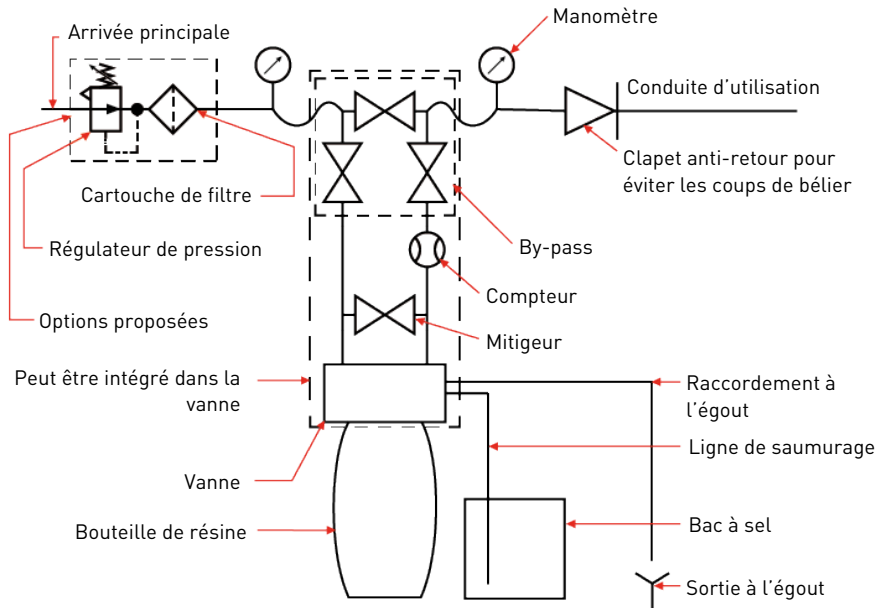 Arrivée principale
Manomètre
Conduite d'utilisation
Clapet anti-retour pour
éviter les coups de bélier
Cartouche de filtre
Régulateur de pression
By-pass
Compteur
Options proposées
Mitigeur
Peut être intégré dans la
vanne
Raccordement à
l'égout
Ligne de saumurage
Vanne
Bouteille de résine
Bac à sel
Sortie à l'égout